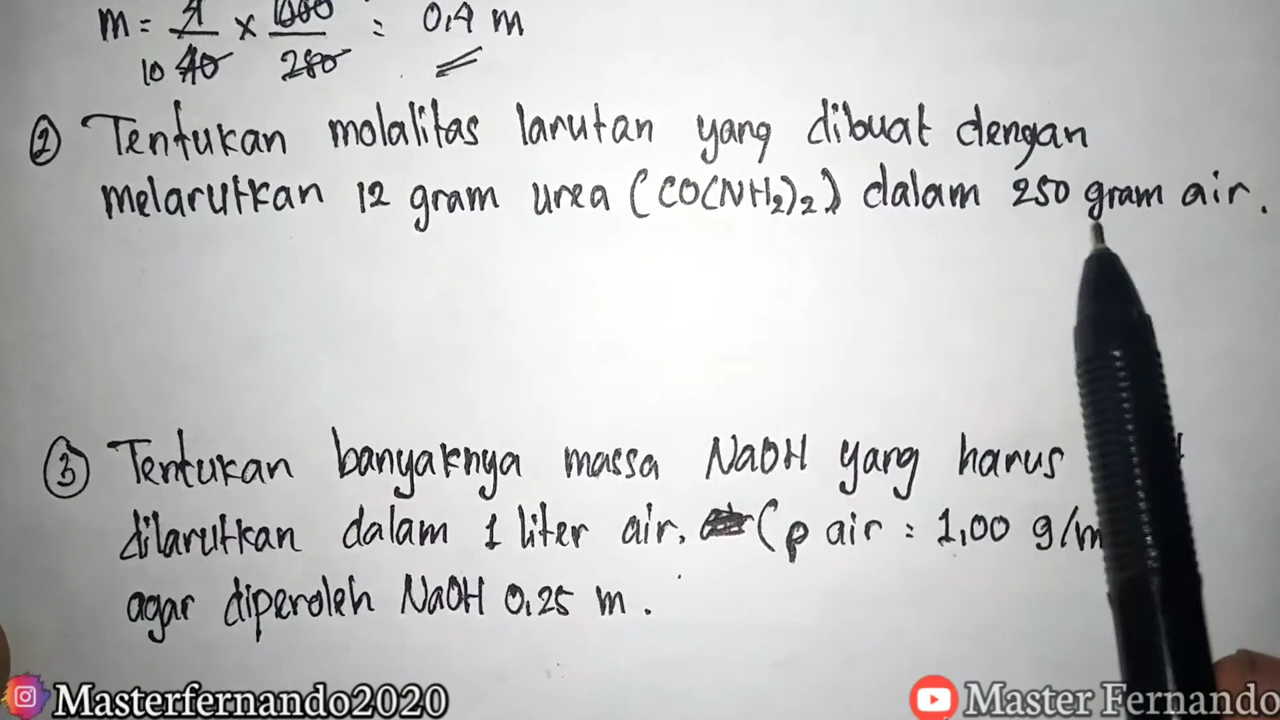 m = 4/10 40 × 1000/250 = 0,4 m
② Tentukan molalitas larutan yang dibuat dengan
melarutkan 12 gram urea (CO(NH₂)₂) dalam 250 gram air.
③ Tentukan banyaknya massa NaOH yang harus
dilarutkan dalam 1 liter air. (ρ air = 1,00 g/m
agar diperoleh NaOH 0,25 m.
Masterfernando2020
Master Fernando